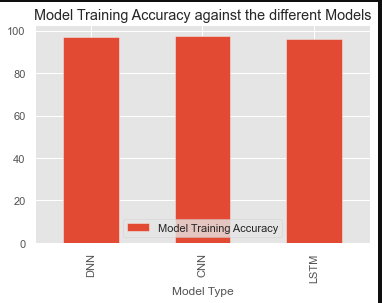 Model Training Accuracy against the different Models
100
80
60
40
20
0
Model Training Accuracy
DNN
CNN
LSTM
Model Type